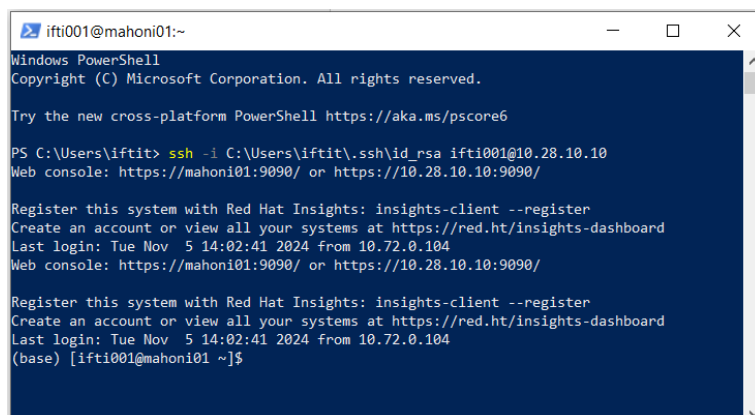 ifti001@mahoni01:~
Windows PowerShell
Copyright (C) Microsoft Corporation. All rights reserved.
Try the new cross-platform PowerShell https://aka.ms/pscore6
PS C:\Users\iftit> ssh -i C:\Users\iftit\.ssh\id_rsa ifti001@10.28.10.10
Web console: https://mahoni01:9090/ or https://10.28.10.10:9090/
Register this system with Red Hat Insights: insights-client --register
Create an account or view all your systems at https://red.ht/insights-dashboard
Last login: Tue Nov  5 14:02:41 2024 from 10.72.0.104
Web console: https://mahoni01:9090/ or https://10.28.10.10:9090/
Register this system with Red Hat Insights: insights-client --register
Create an account or view all your systems at https://red.ht/insights-dashboard
Last login: Tue Nov  5 14:02:41 2024 from 10.72.0.104
(base) [ifti001@mahoni01 ~]$